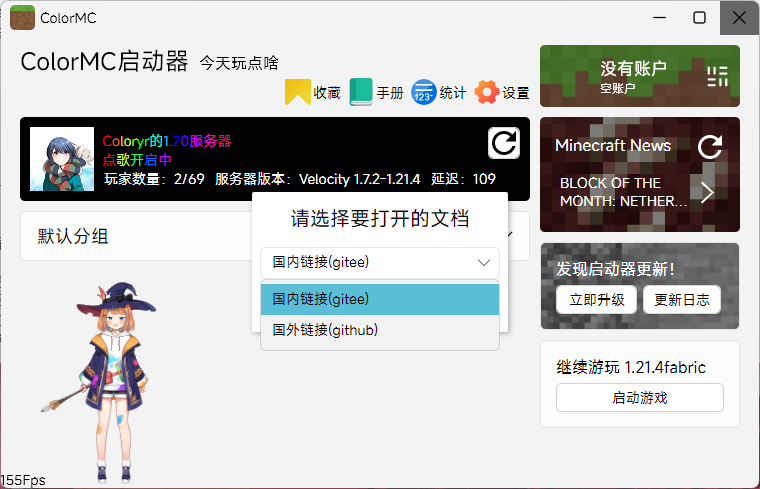 ColorMC
ColorMC启动器 今天玩点啥
收藏 手册 123+ 统计 设置
没有账户
空账户
Coloryr的1.20服务器
点歌开启中
玩家数量：2/69 服务器版本：Velocity 1.7.2-1.21.4 延迟：109
Minecraft News
BLOCK OF THE
MONTH: NETHER...
请选择要打开的文档
默认分组
国内链接(gitee)
国内链接(gitee)
国外链接(github)
发现启动器更新！
立即升级 更新日志
继续游玩 1.21.4fabric
启动游戏
155Fps